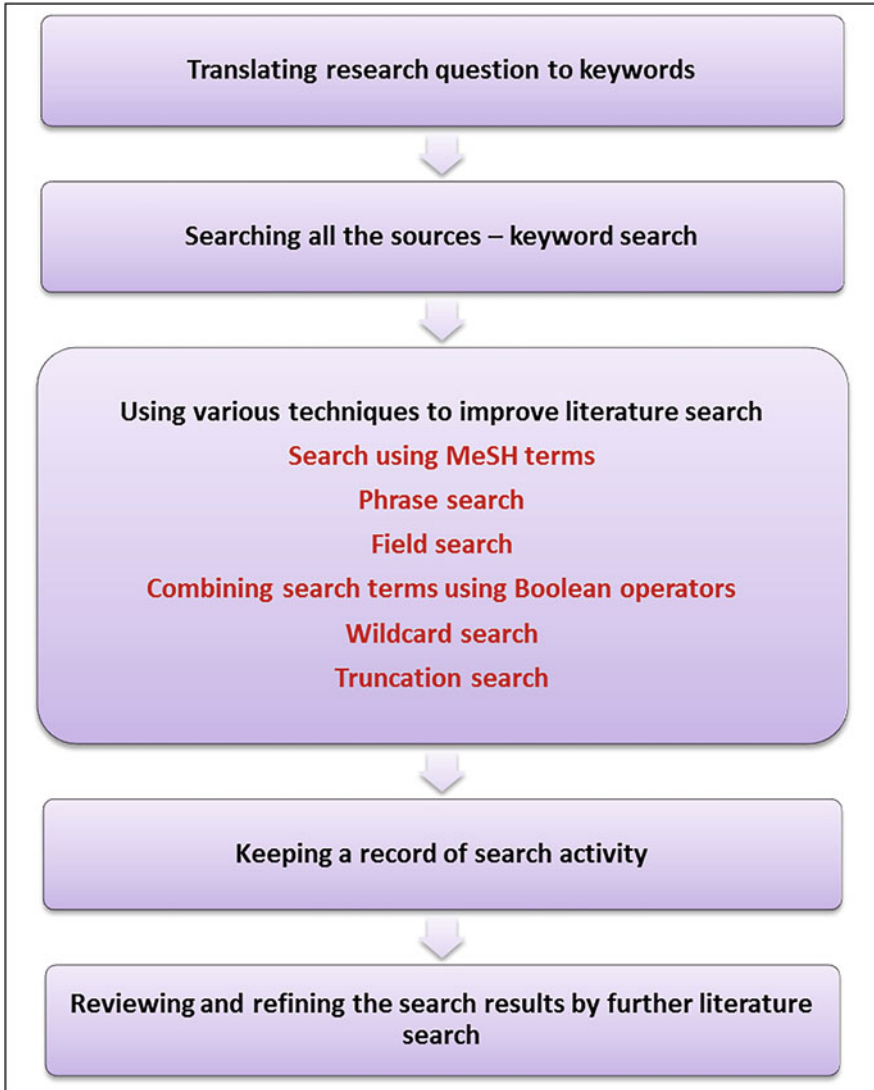 Translating research question to keywords
Searching all the sources – keyword search
Using various techniques to improve literature search
Search using MeSH terms
Phrase search
Field search
Combining search terms using Boolean operators
Wildcard search
Truncation search
Keeping a record of search activity
Reviewing and refining the search results by further literature
search